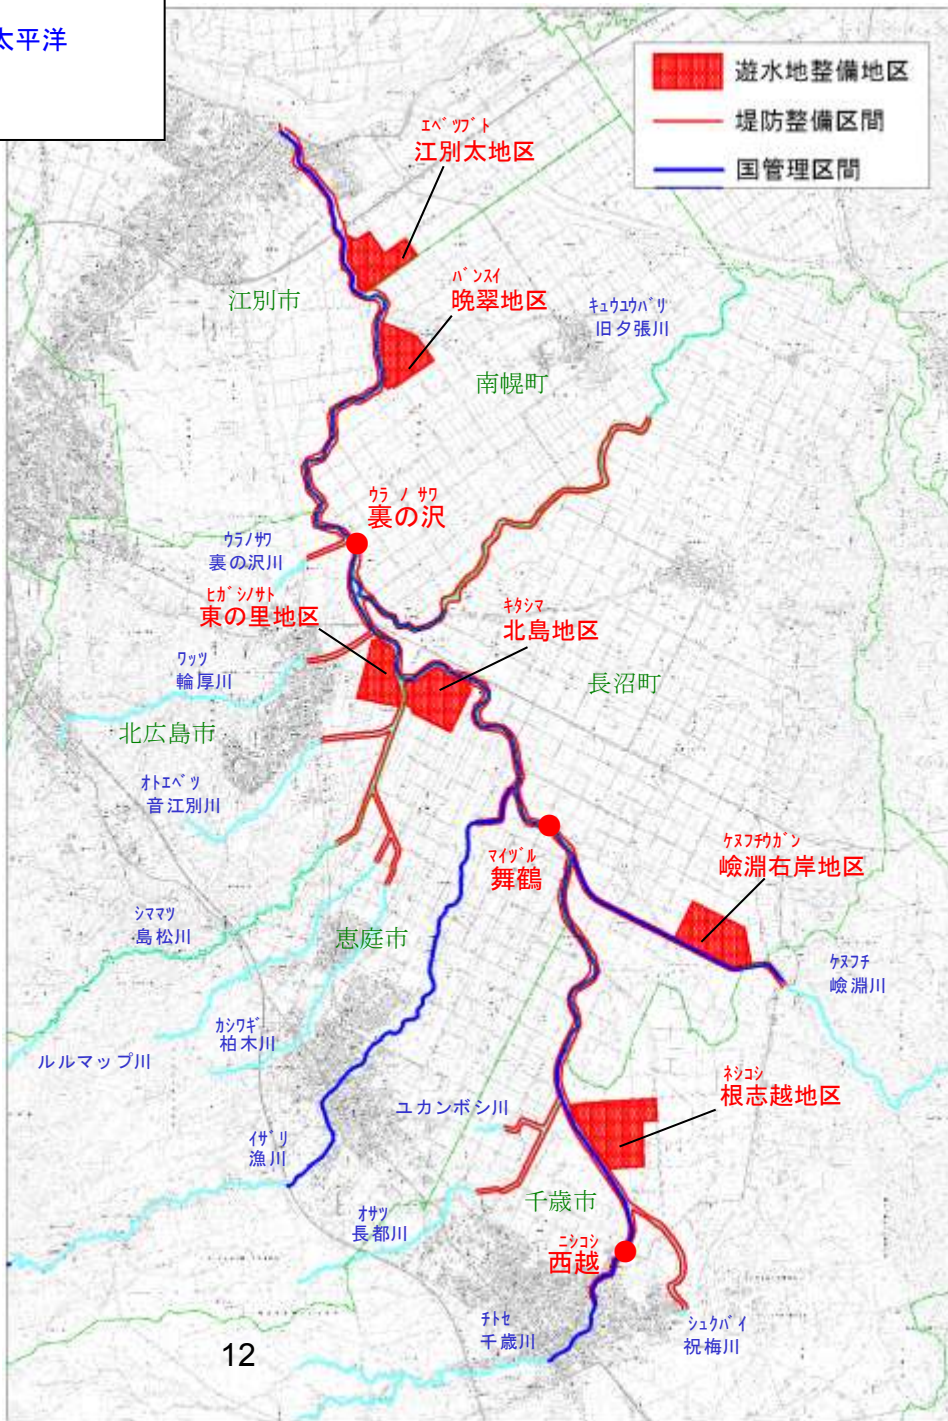 太平洋
遊水地整備地区
堤防整備区間
国管理区間
エベツブト
江別太地区
バンスイ
晩翠地区
江別市
キュウユウバリ
旧夕張川
南幌町
ウラノサワ
裏の沢
ウラノサワ
裏の沢川
ヒガシノサト
東の里地区
キタシマ
北島地区
ワッツ
輪厚川
長沼町
北広島市
オトエベツ
音江別川
マイヅル
舞鶴
ケヌフチウガン
嶮淵右岸地区
シママツ
島松川
恵庭市
ケヌフチ
嶮淵川
カシワギ
柏木川
ルルマップ川
ネシコシ
根志越地区
ユカンボシ川
イザリ
漁川
オサツ
長都川
千歳市
ニシコシ
西越
チトセ
千歳川
シュクバイ
祝梅川
12